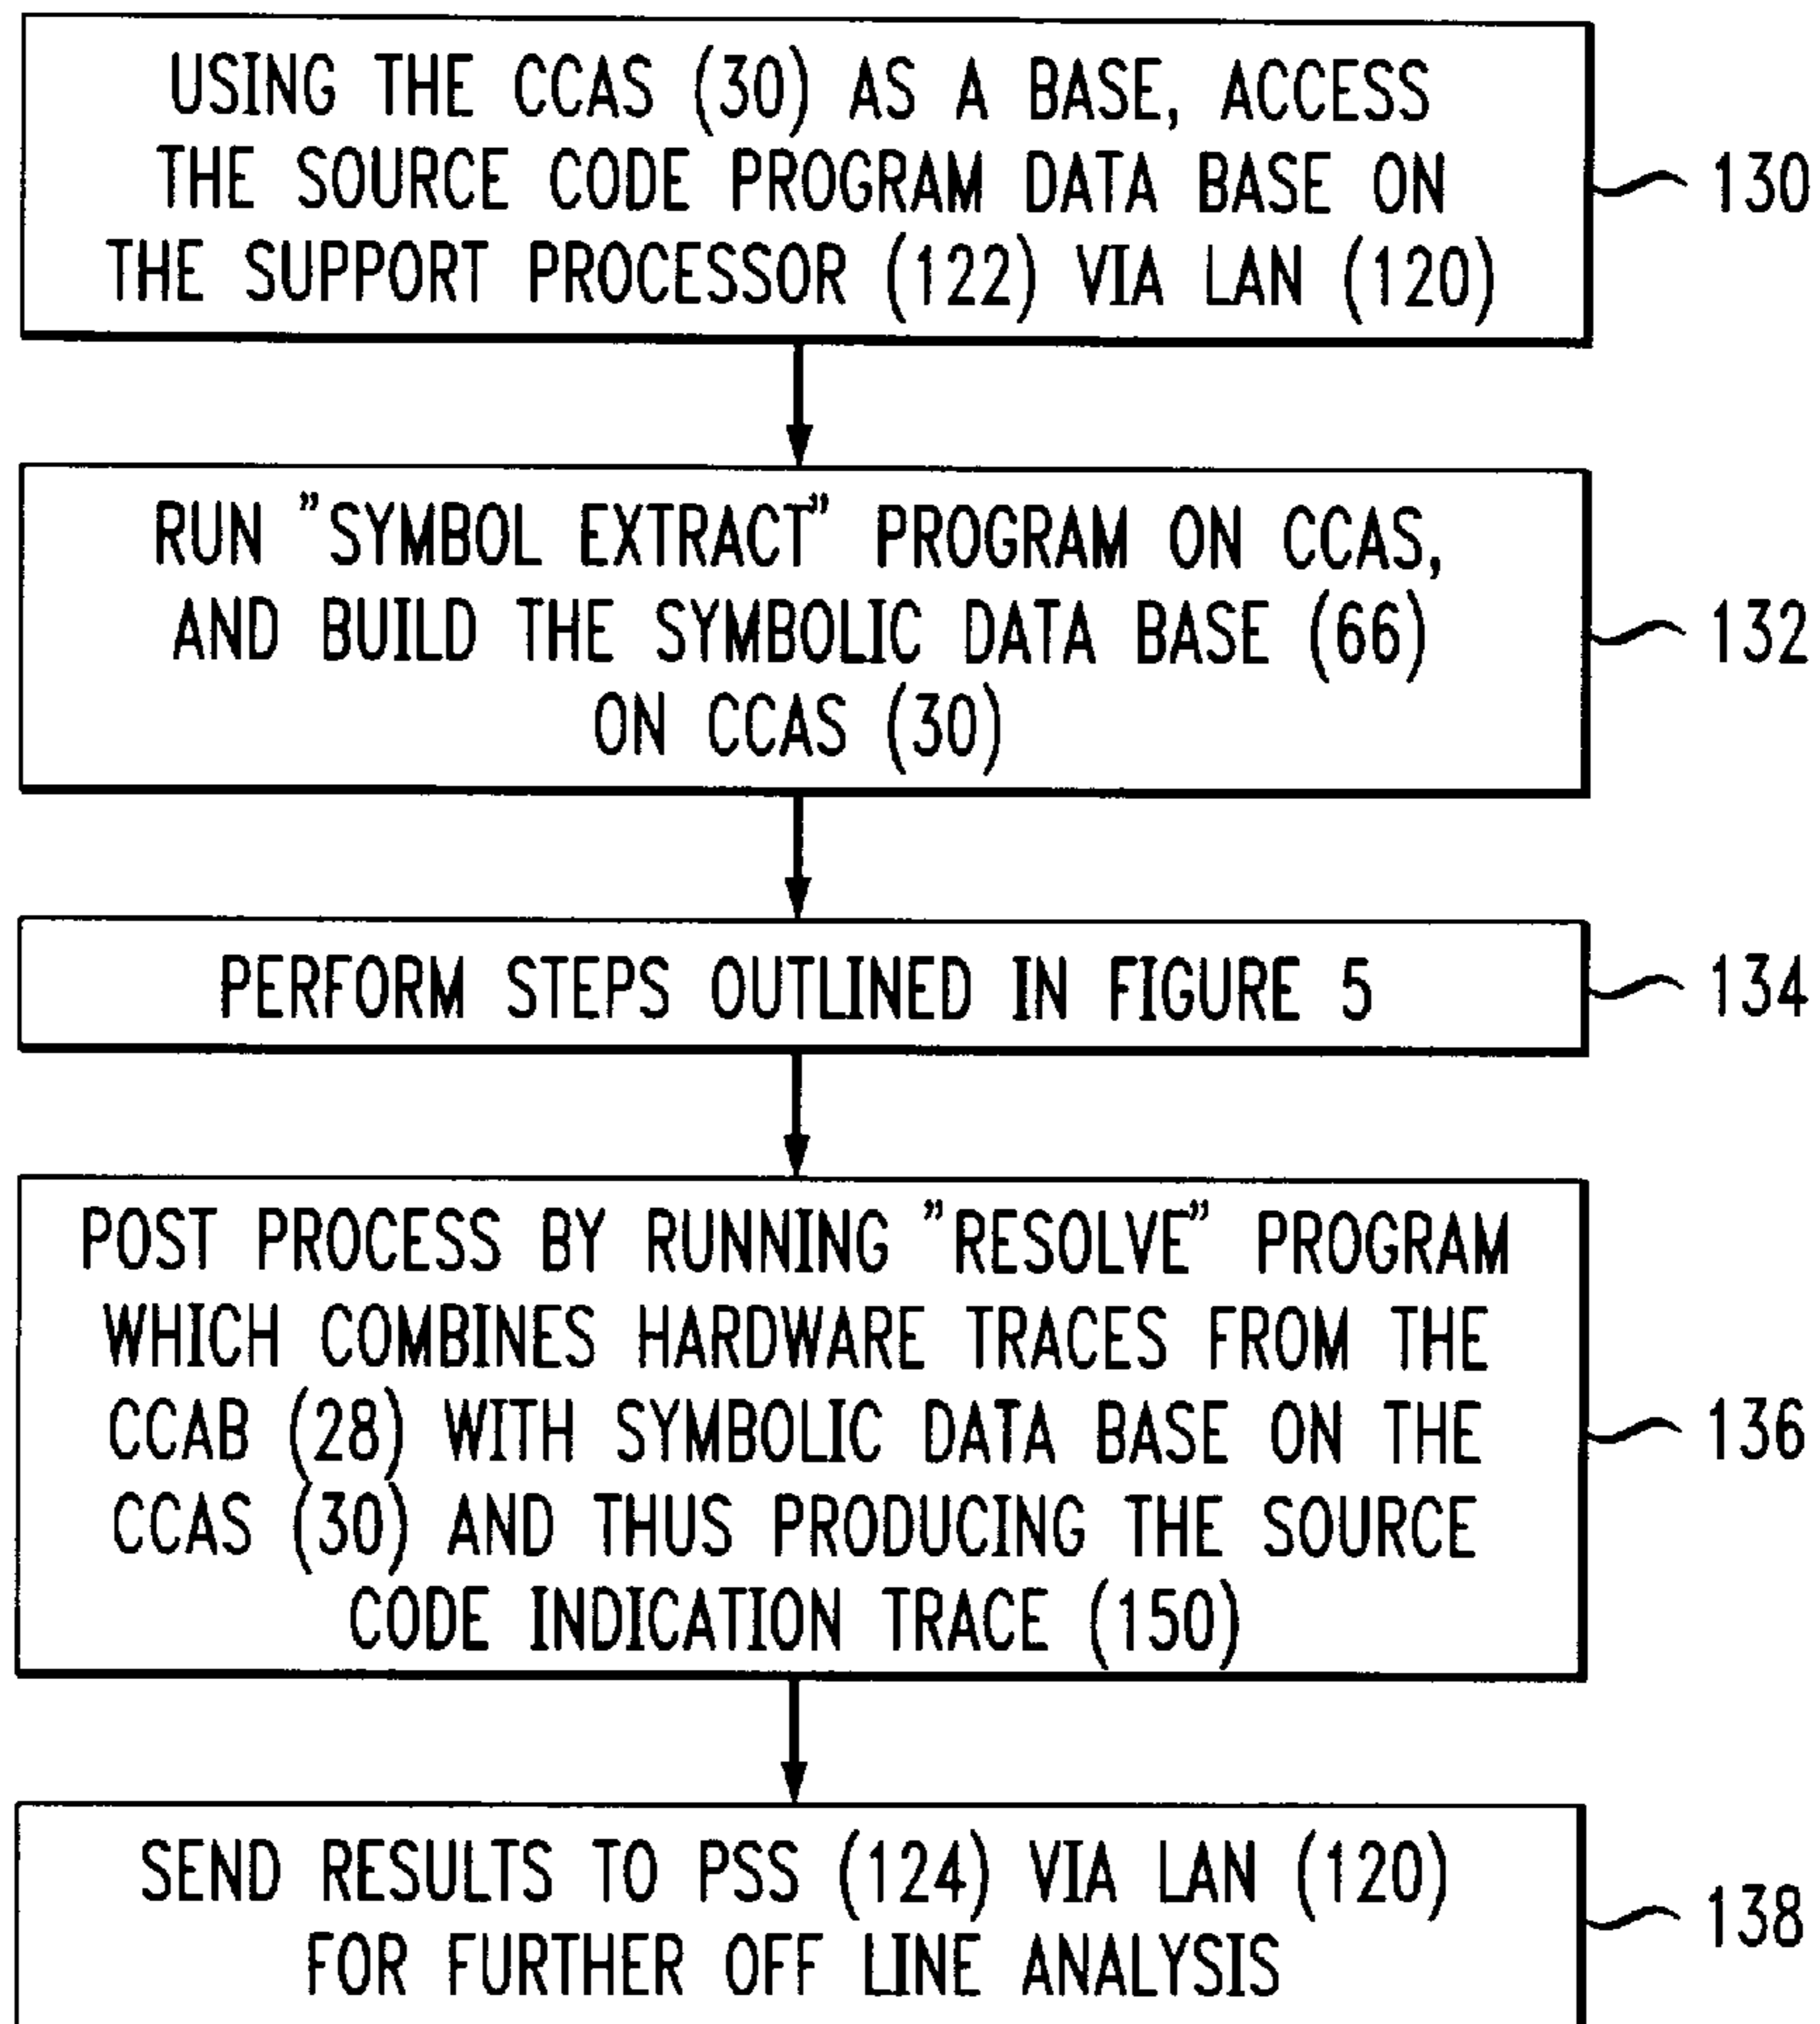 USING THE CCAS (30) AS A BASE, ACCESS
THE SOURCE CODE PROGRAM DATA BASE ON
THE SUPPORT PROCESSOR (122) VIA LAN (120)
130
RUN "SYMBOL EXTRACT" PROGRAM ON CCAS,
AND BUILD THE SYMBOLIC DATA BASE (66)
ON CCAS (30)
132
PERFORM STEPS OUTLINED IN FIGURE 5
134
POST PROCESS BY RUNNING "RESOLVE" PROGRAM
WHICH COMBINES HARDWARE TRACES FROM THE
CCAB (28) WITH SYMBOLIC DATA BASE ON THE
CCAS (30) AND THUS PRODUCING THE SOURCE
CODE INDICATION TRACE (150)
136
SEND RESULTS TO PSS (124) VIA LAN (120)
FOR FURTHER OFF LINE ANALYSIS
138